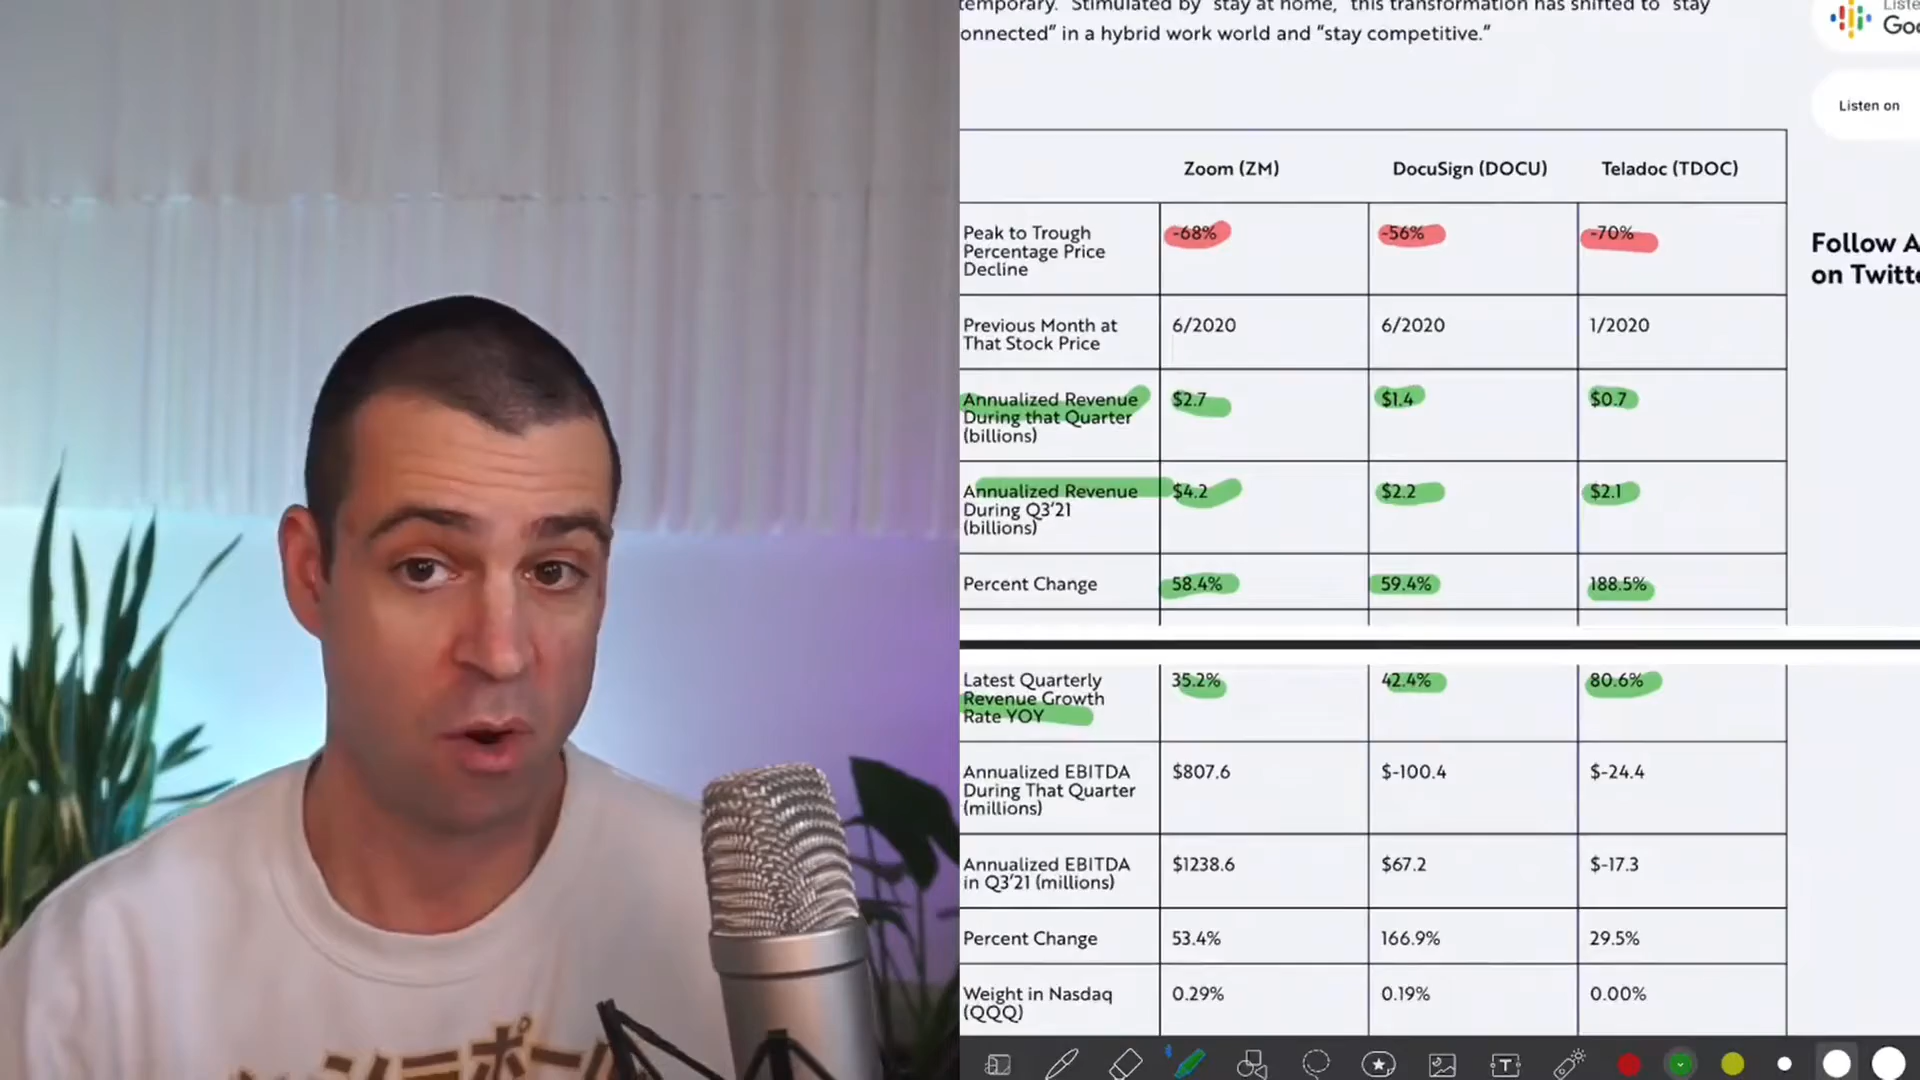 temporary. "Stimulated by "stay at home," this transformation has shifted to "stay
onnected" in a hybrid work world and "stay competitive."
Liste
Goo
Listen on
Follow A
on Twitte
Zoom (ZM) DocuSign (DOCU) Teladoc (TDOC)
Peak to Trough
Percentage Price
Decline
-68% -56% -70%
Previous Month at
That Stock Price
6/2020 6/2020 1/2020
Annualized Revenue
During that Quarter
(billions)
$2.7 $1.4 $0.7
Annualized Revenue
During Q3'21
(billions)
$4.2 $2.2 $2.1
Percent Change 58.4% 59.4% 188.5%
Latest Quarterly
Revenue Growth
Rate YOY
35.2% 42.4% 80.6%
Annualized EBITDA
During That Quarter
(millions)
$807.6 $-100.4 $-24.4
Annualized EBITDA
in Q3'21 (millions)
$1238.6 $67.2 $-17.3
Percent Change 53.4% 166.9% 29.5%
Weight in Nasdaq
(QQQ)
0.29% 0.19% 0.00%